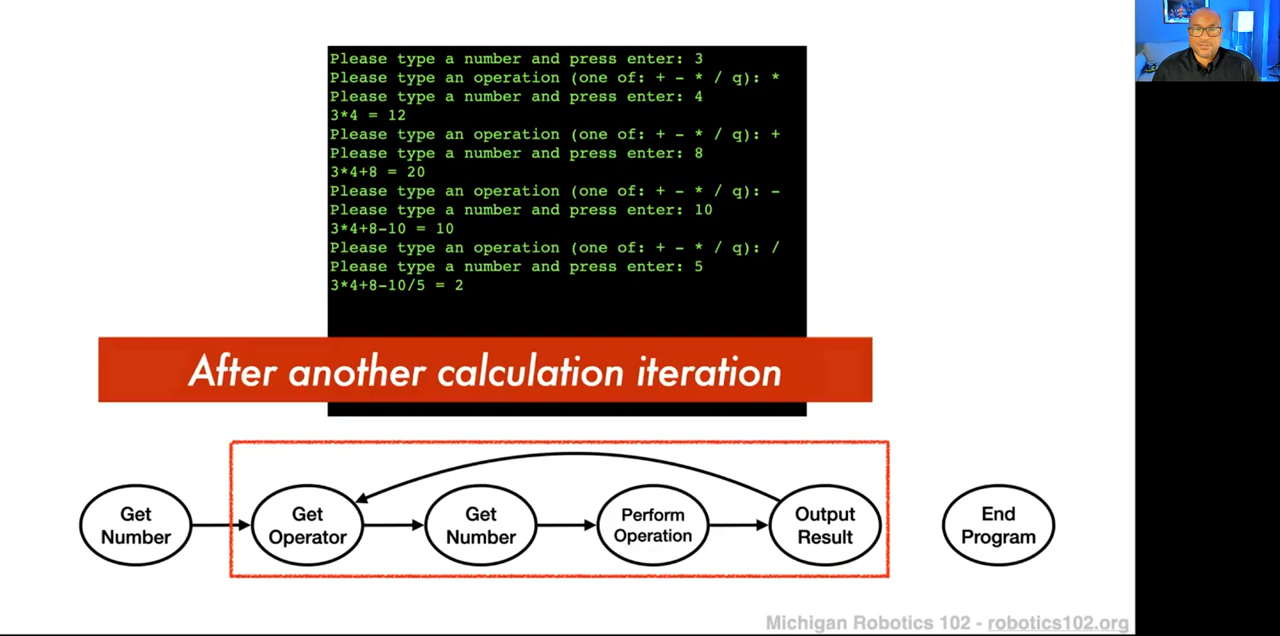 Please type a number and press enter: 3
Please type an operation (one of: + - * / q): *
Please type a number and press enter: 4
3*4 = 12
Please type an operation (one of: + - * / q): +
Please type a number and press enter: 8
3*4+8 = 20
Please type an operation (one of: + - * / q): -
Please type a number and press enter: 10
3*4+8-10 = 10
Please type an operation (one of: + - * / q): /
Please type a number and press enter: 5
3*4+8-10/5 = 2
After another calculation iteration
Get
Number
Get
Operator
Get
Number
Perform
Operation
Output
Result
End
Program
Michigan Robotics 102 - robotics102.org